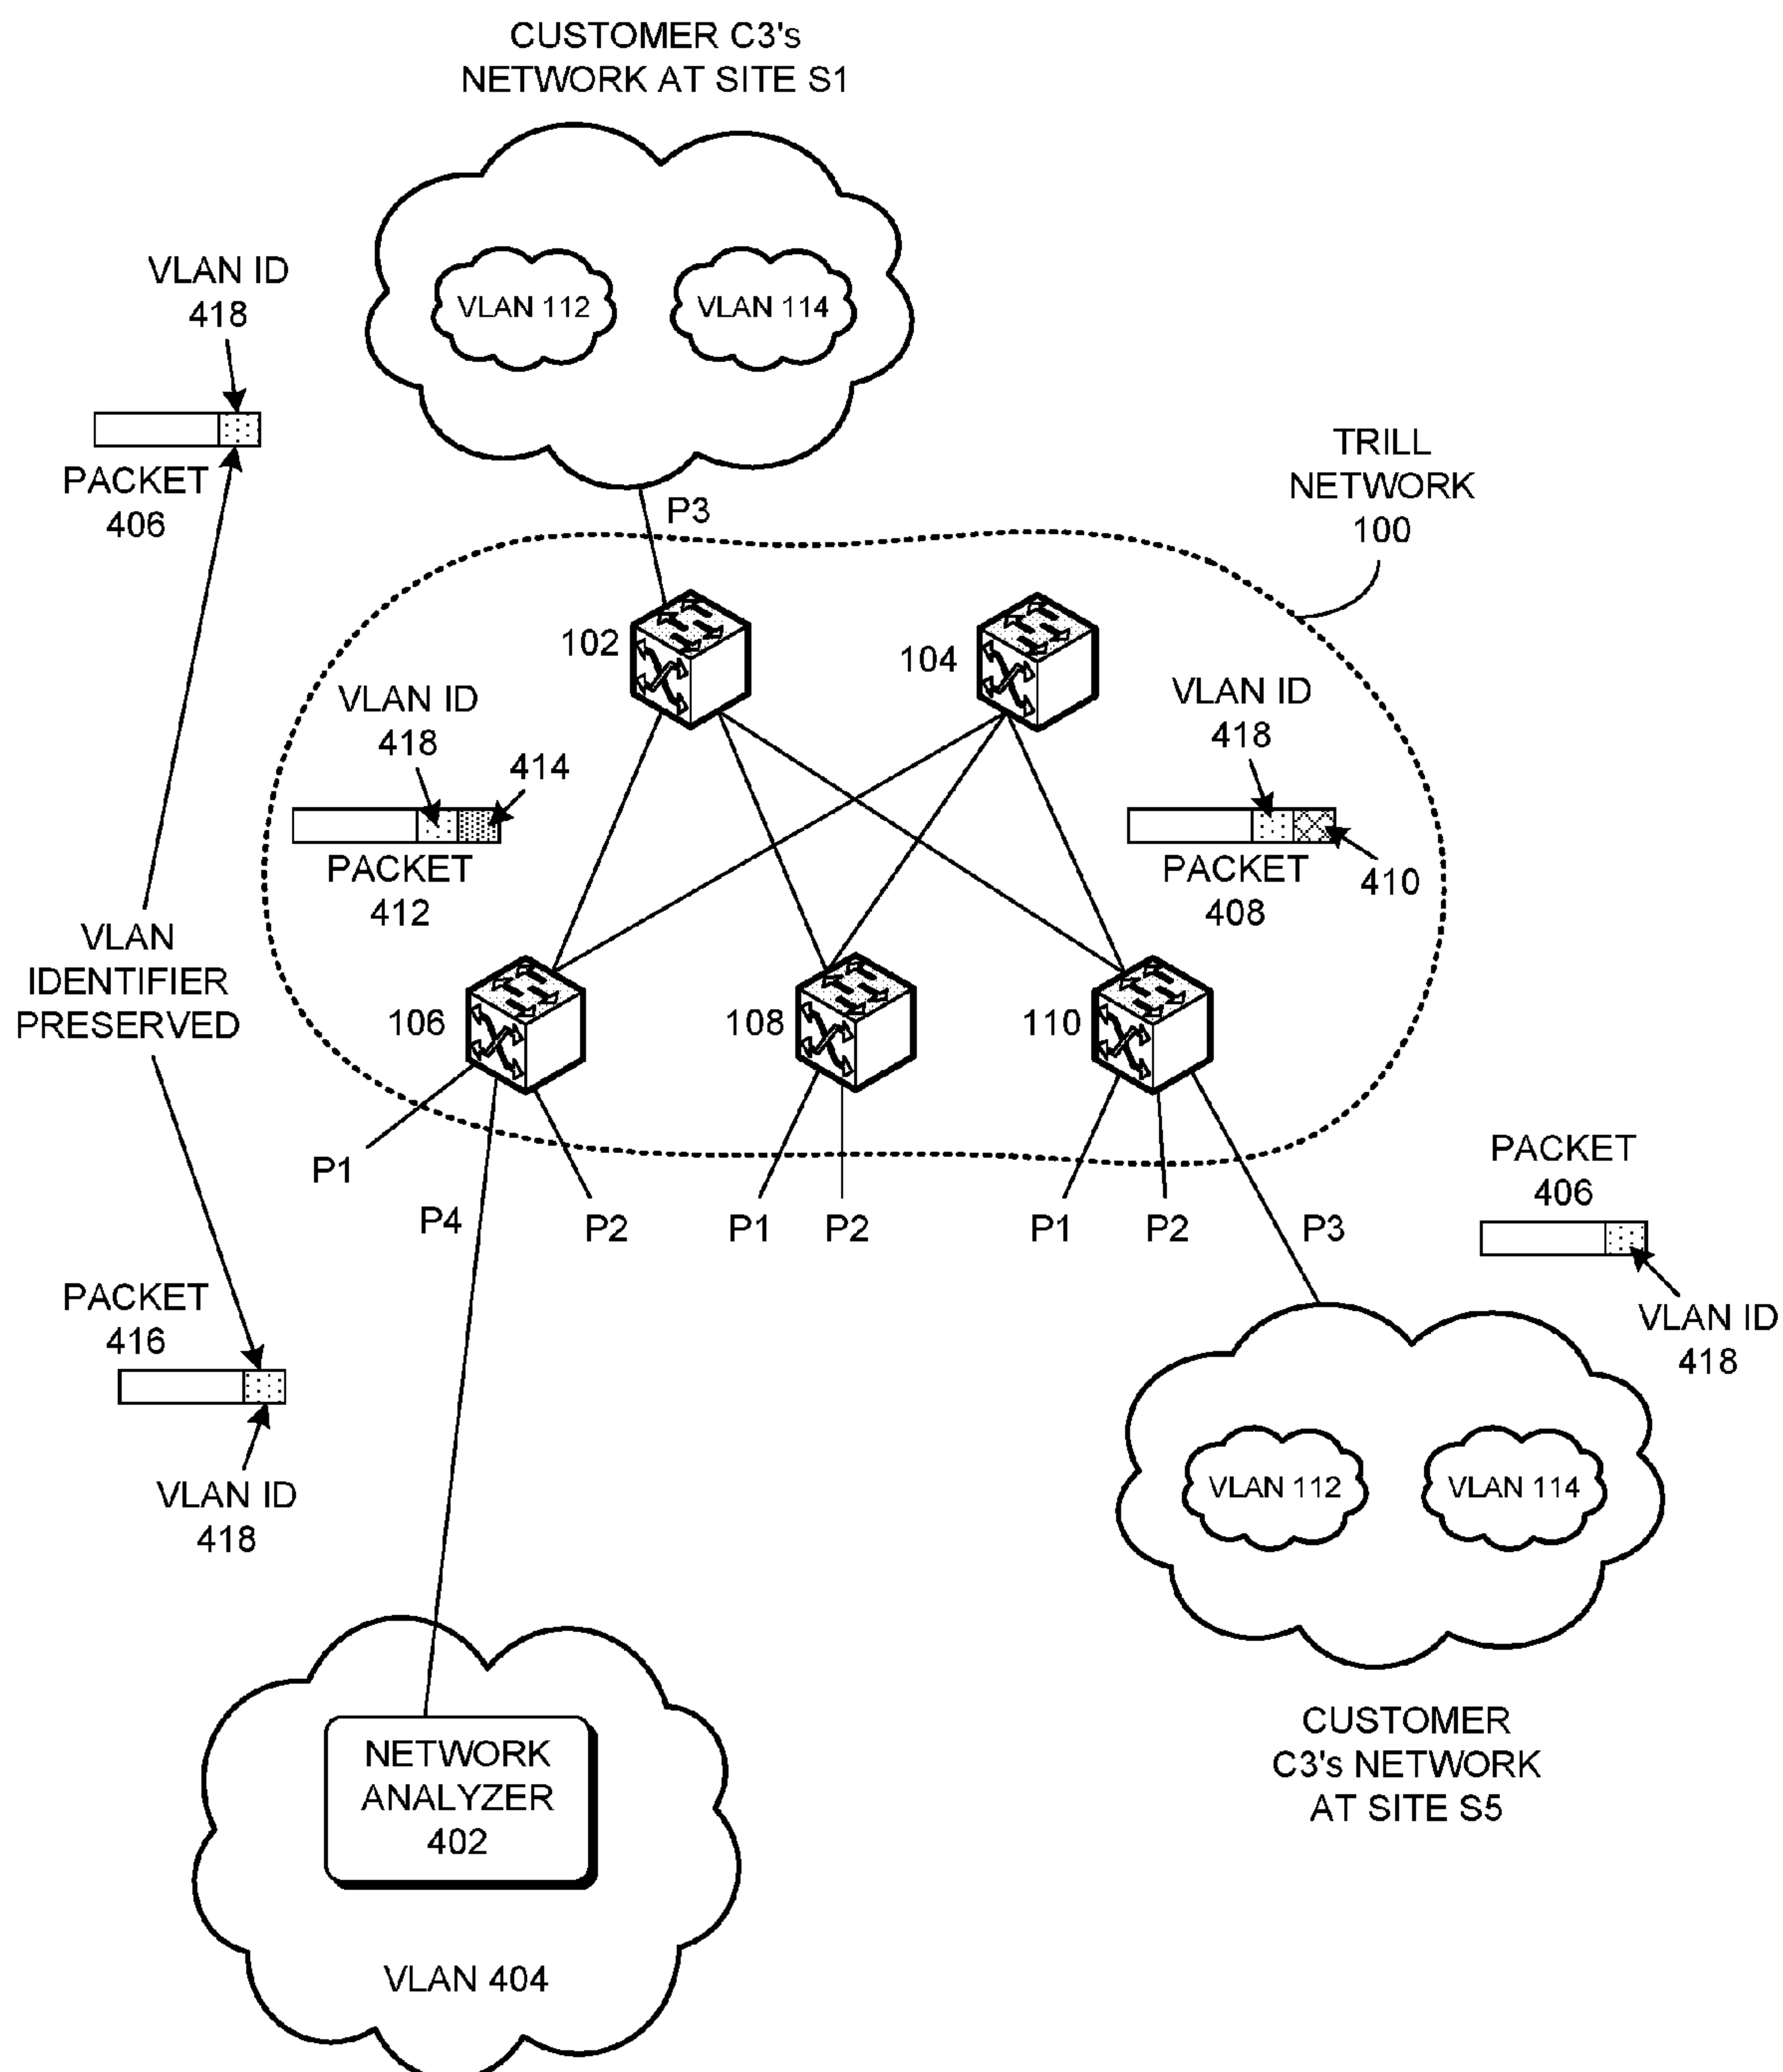 CUSTOMER C3's
NETWORK AT SITE S1
VLAN ID
418
VLAN 112
VLAN 114
PACKET
406
TRILL
NETWORK
100
P3
102
104
VLAN ID
418
414
VLAN ID
418
PACKET
412
PACKET
408
410
VLAN
IDENTIFIER
PRESERVED
106
108
110
P1
P4
P2
P1
P2
P1
P2
P3
PACKET
406
VLAN ID
418
PACKET
416
VLAN ID
418
VLAN 112
VLAN 114
CUSTOMER
C3's NETWORK
AT SITE S5
NETWORK
ANALYZER
402
VLAN 404